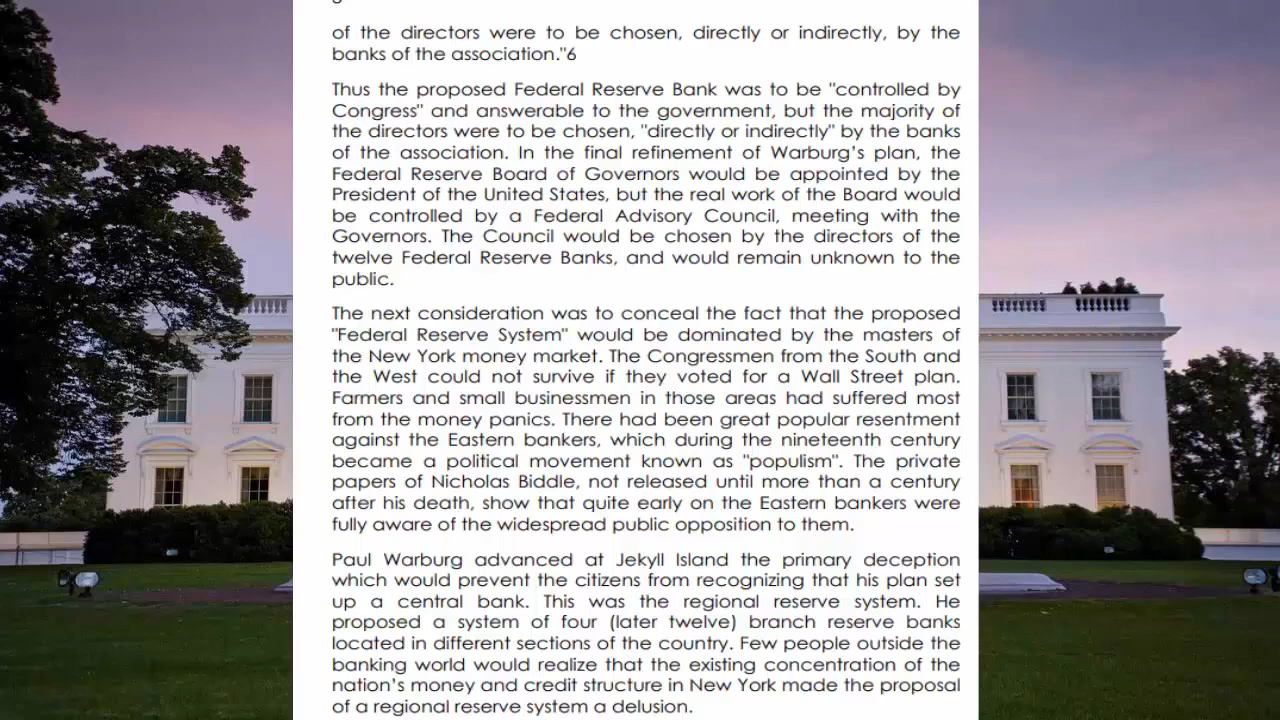 of the directors were to be chosen, directly or indirectly, by the
banks of the association."6
Thus the proposed Federal Reserve Bank was to be "controlled by
Congress" and answerable to the government, but the majority of
the directors were to be chosen, "directly or indirectly" by the banks
of the association. In the final refinement of Warburg's plan, the
Federal Reserve Board of Governors would be appointed by the
President of the United States, but the real work of the Board would
be controlled by a Federal Advisory Council, meeting with the
Governors. The Council would be chosen by the directors of the
twelve Federal Reserve Banks, and would remain unknown to the
public.
The next consideration was to conceal the fact that the proposed
"Federal Reserve System" would be dominated by the masters of
the New York money market. The Congressmen from the South and
the West could not survive if they voted for a Wall Street plan.
Farmers and small businessmen in those areas had suffered most
from the money panics. There had been great popular resentment
against the Eastern bankers, which during the nineteenth century
became a political movement known as "populism". The private
papers of Nicholas Biddle, not released until more than a century
after his death, show that quite early on the Eastern bankers were
fully aware of the widespread public opposition to them.
Paul Warburg advanced at Jekyll Island the primary deception
which would prevent the citizens from recognizing that his plan set
up a central bank. This was the regional reserve system. He
proposed a system of four (later twelve) branch reserve banks
located in different sections of the country. Few people outside the
banking world would realize that the existing concentration of the
nation's money and credit structure in New York made the proposal
of a regional reserve system a delusion.